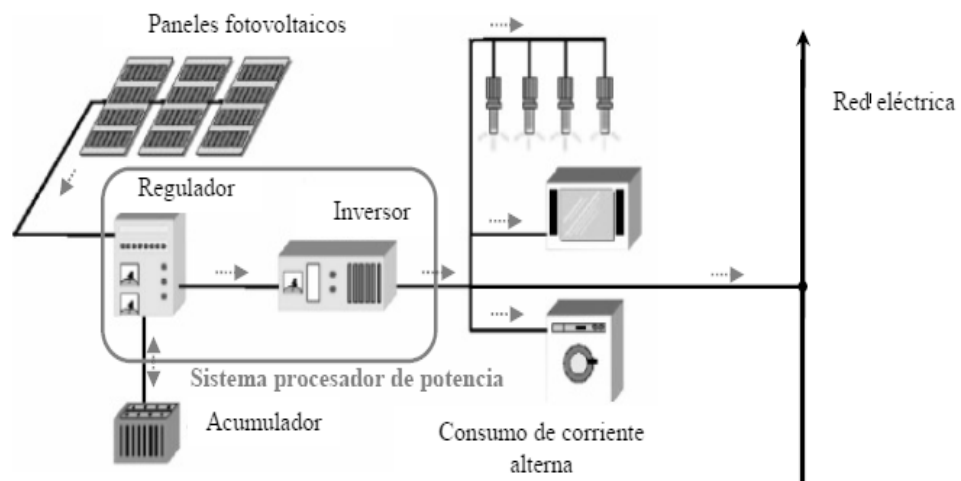 Paneles fotovoltaicos
Red eléctrica
Regulador
Inversor
Sistema procesador de potencia
Acumulador
Consumo de corriente
alterna